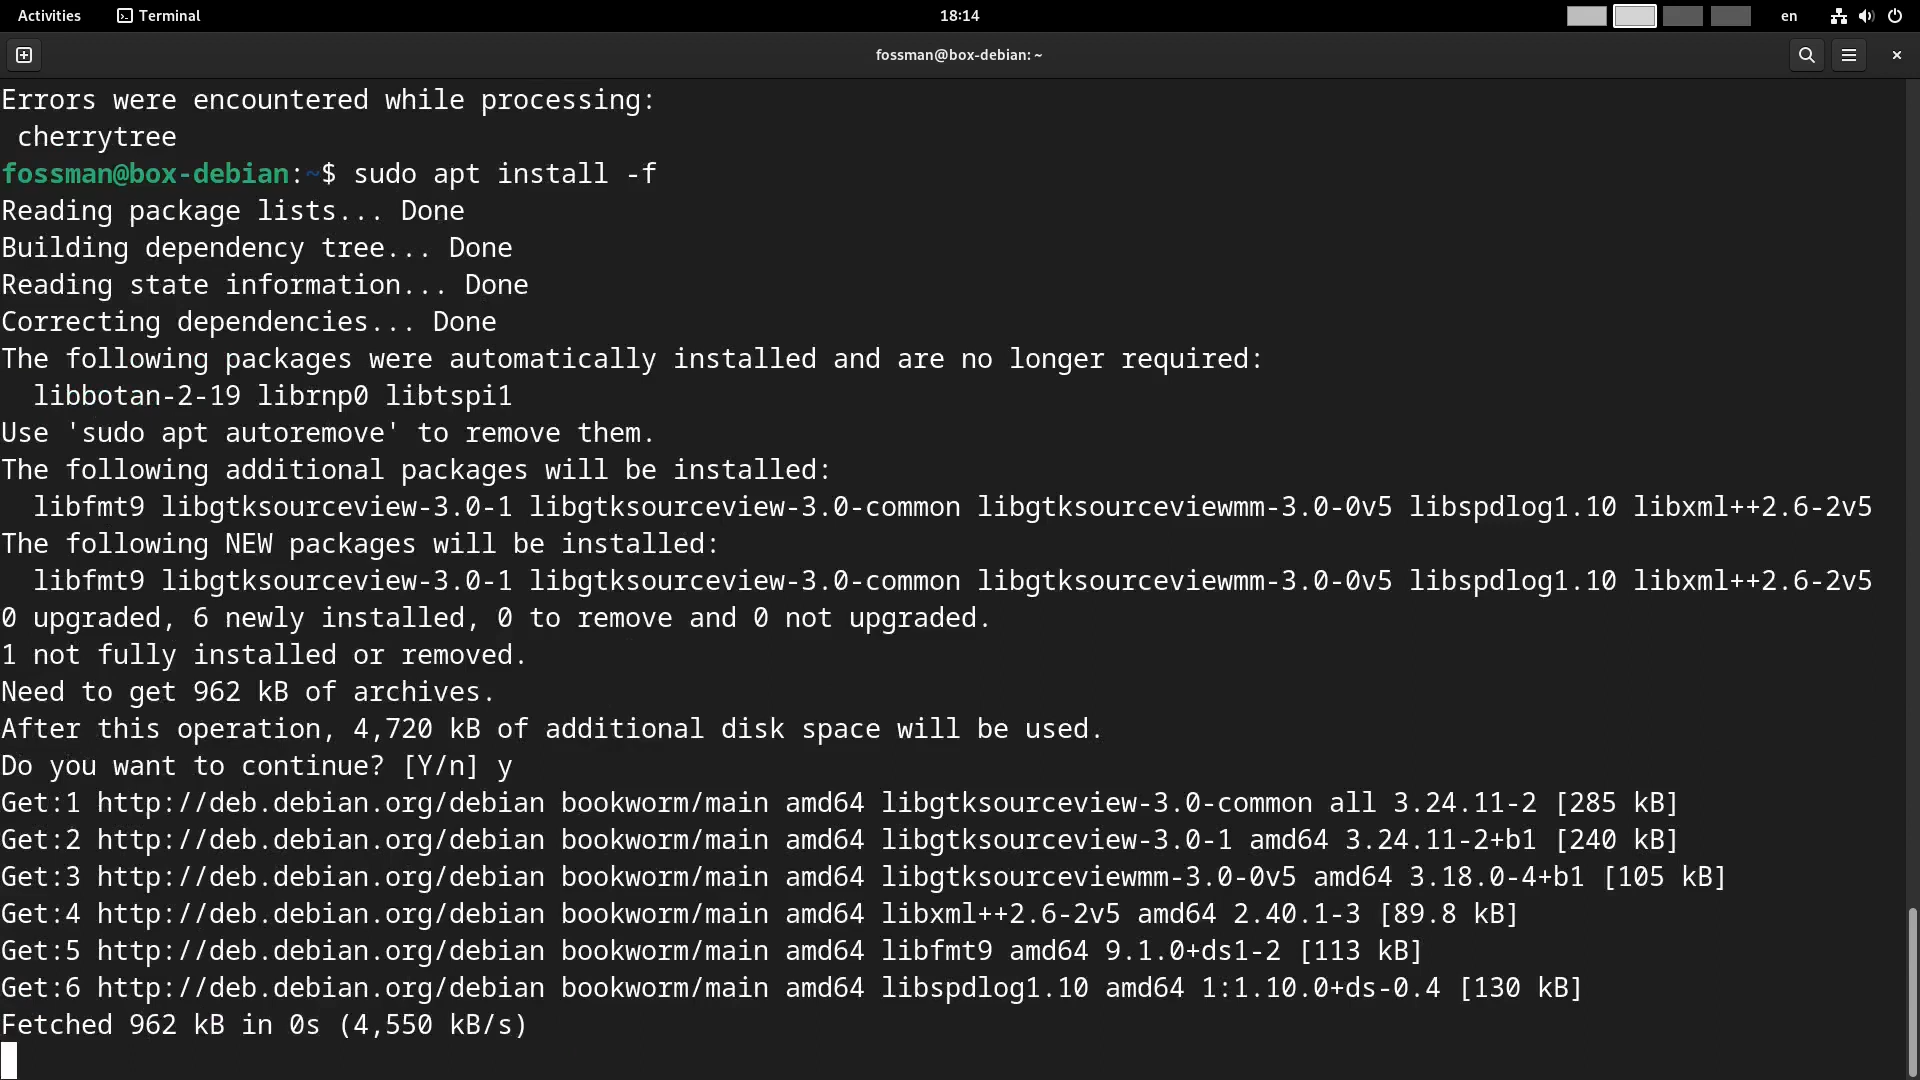 Activities Terminal 18:14 en
fossman@box-debian: ~
Errors were encountered while processing:
 cherrytree
fossman@box-debian:~$ sudo apt install -f
Reading package lists... Done
Building dependency tree... Done
Reading state information... Done
Correcting dependencies... Done
The following packages were automatically installed and are no longer required:
  libbotan-2-19 librnp0 libtspi1
Use 'sudo apt autoremove' to remove them.
The following additional packages will be installed:
  libfmt9 libgtksourceview-3.0-1 libgtksourceview-3.0-common libgtksourceviewmm-3.0-0v5 libspdlog1.10 libxml++2.6-2v5
The following NEW packages will be installed:
  libfmt9 libgtksourceview-3.0-1 libgtksourceview-3.0-common libgtksourceviewmm-3.0-0v5 libspdlog1.10 libxml++2.6-2v5
0 upgraded, 6 newly installed, 0 to remove and 0 not upgraded.
1 not fully installed or removed.
Need to get 962 kB of archives.
After this operation, 4,720 kB of additional disk space will be used.
Do you want to continue? [Y/n] y
Get:1 http://deb.debian.org/debian bookworm/main amd64 libgtksourceview-3.0-common all 3.24.11-2 [285 kB]
Get:2 http://deb.debian.org/debian bookworm/main amd64 libgtksourceview-3.0-1 amd64 3.24.11-2+b1 [240 kB]
Get:3 http://deb.debian.org/debian bookworm/main amd64 libgtksourceviewmm-3.0-0v5 amd64 3.18.0-4+b1 [105 kB]
Get:4 http://deb.debian.org/debian bookworm/main amd64 libxml++2.6-2v5 amd64 2.40.1-3 [89.8 kB]
Get:5 http://deb.debian.org/debian bookworm/main amd64 libfmt9 amd64 9.1.0+ds1-2 [113 kB]
Get:6 http://deb.debian.org/debian bookworm/main amd64 libspdlog1.10 amd64 1:1.10.0+ds-0.4 [130 kB]
Fetched 962 kB in 0s (4,550 kB/s)